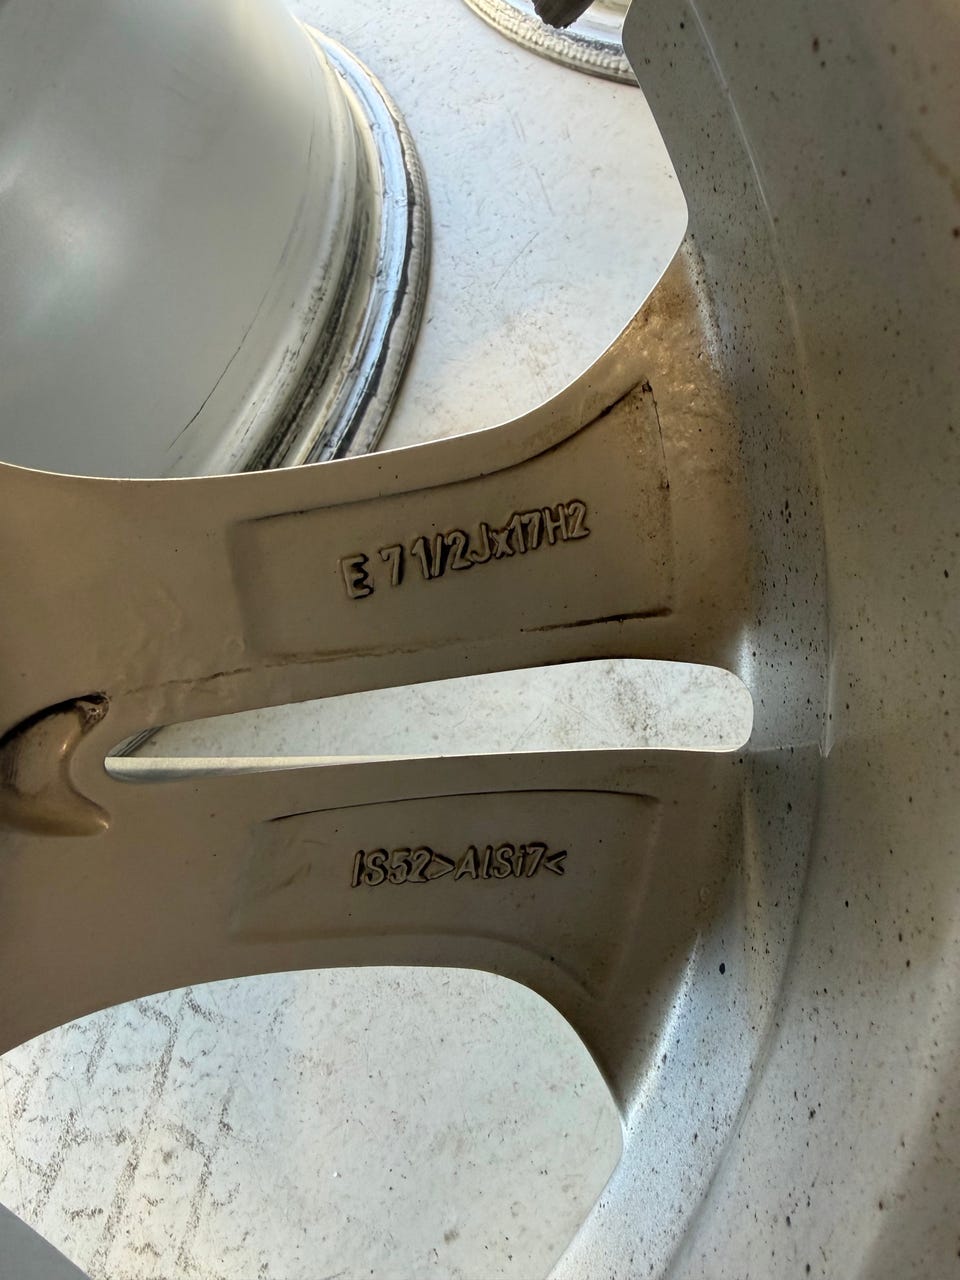 E 7 1/2Jx17H2
IS52>AlSi7<